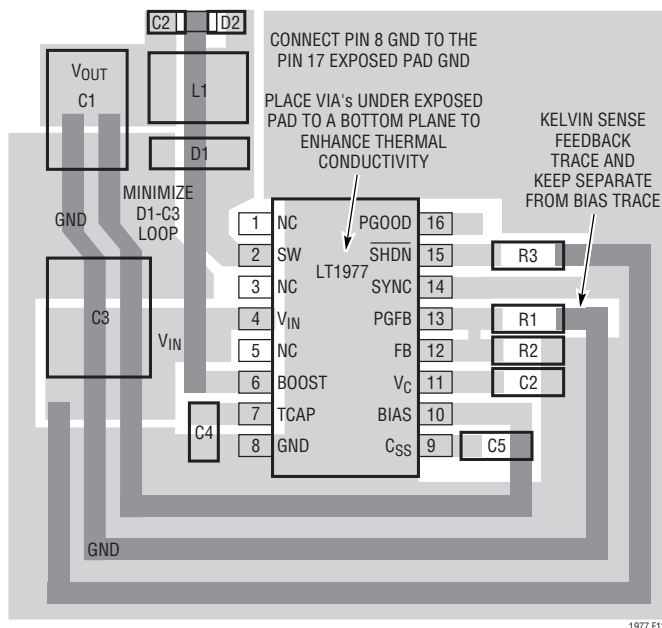 C2
D2
CONNECT PIN 8 GND TO THE
PIN 17 EXPOSED PAD GND
VOUT
C1
L1
PLACE VIA's UNDER EXPOSED
PAD TO A BOTTOM PLANE TO
ENHANCE THERMAL
CONDUCTIVITY
KELVIN SENSE
FEEDBACK
TRACE AND
KEEP SEPARATE
FROM BIAS TRACE
D1
MINIMIZE
D1-C3
LOOP
GND
1 NC
PGOOD 16
2 SW
SHDN 15
R3
LT1977
3 NC
SYNC 14
C3
4 VIN
PGFB 13
R1
VIN
5 NC
FB 12
R2
6 BOOST
VC 11
C2
7 TCAP
BIAS 10
C4
8 GND
CSS 9
C5
GND